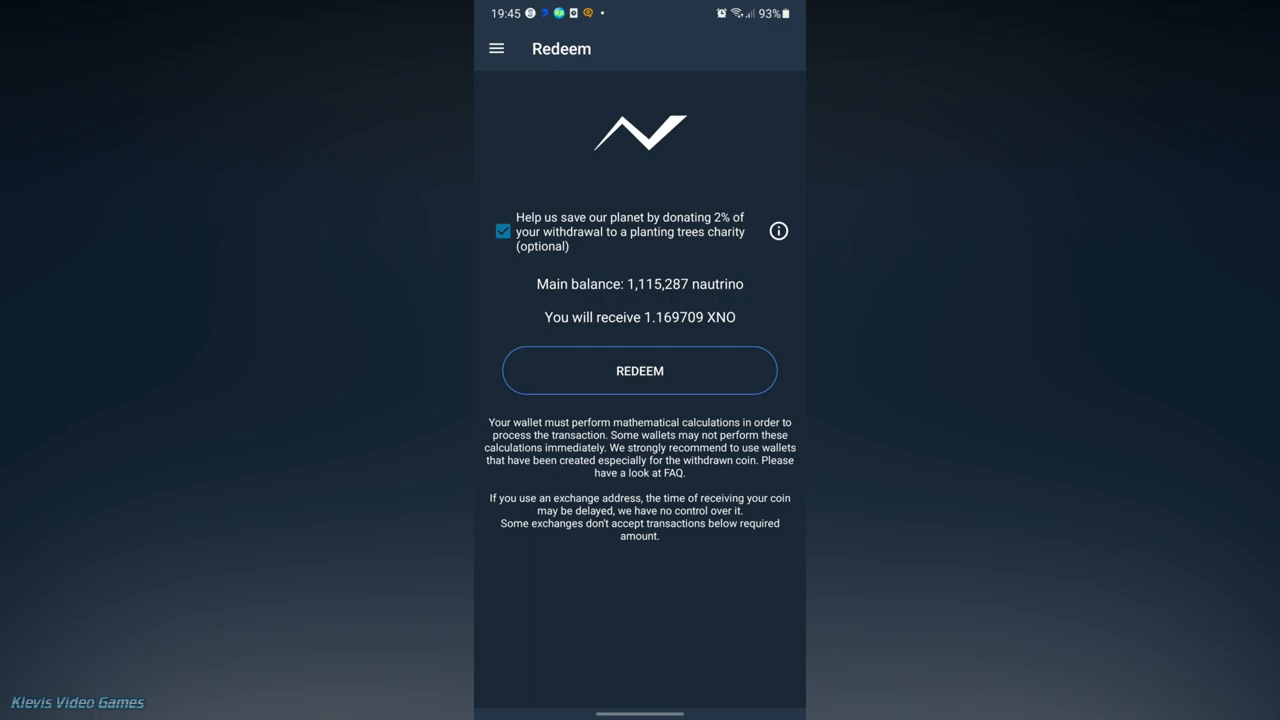 19:45
93%
Redeem
Help us save our planet by donating 2% of
your withdrawal to a planting trees charity
(optional)
Main balance: 1,115,287 nautrino
You will receive 1.169709 XNO
REDEEM
Your wallet must perform mathematical calculations in order to
process the transaction. Some wallets may not perform these
calculations immediately. We strongly recommend to use wallets
that have been created especially for the withdrawn coin. Please
have a look at FAQ.
If you use an exchange address, the time of receiving your coin
may be delayed, we have no control over it.
Some exchanges don't accept transactions below required
amount.
Klevis Video Games